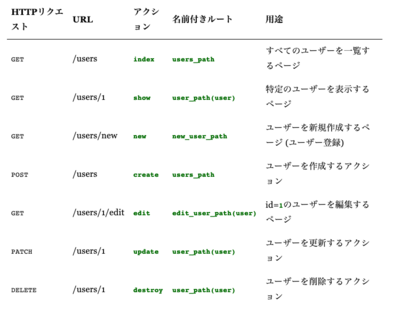 HTTPリクエスト URL アクション 名前付きルート 用途
GET /users index users_path すべてのユーザーを一覧するページ
GET /users/1 show user_path(user) 特定のユーザーを表示するページ
GET /users/new new new_user_path ユーザーを新規作成するページ (ユーザー登録)
POST /users create users_path ユーザーを作成するアクション
GET /users/1/edit edit edit_user_path(user) id=1のユーザーを編集するページ
PATCH /users/1 update user_path(user) ユーザーを更新するアクション
DELETE /users/1 destroy user_path(user) ユーザーを削除するアクション